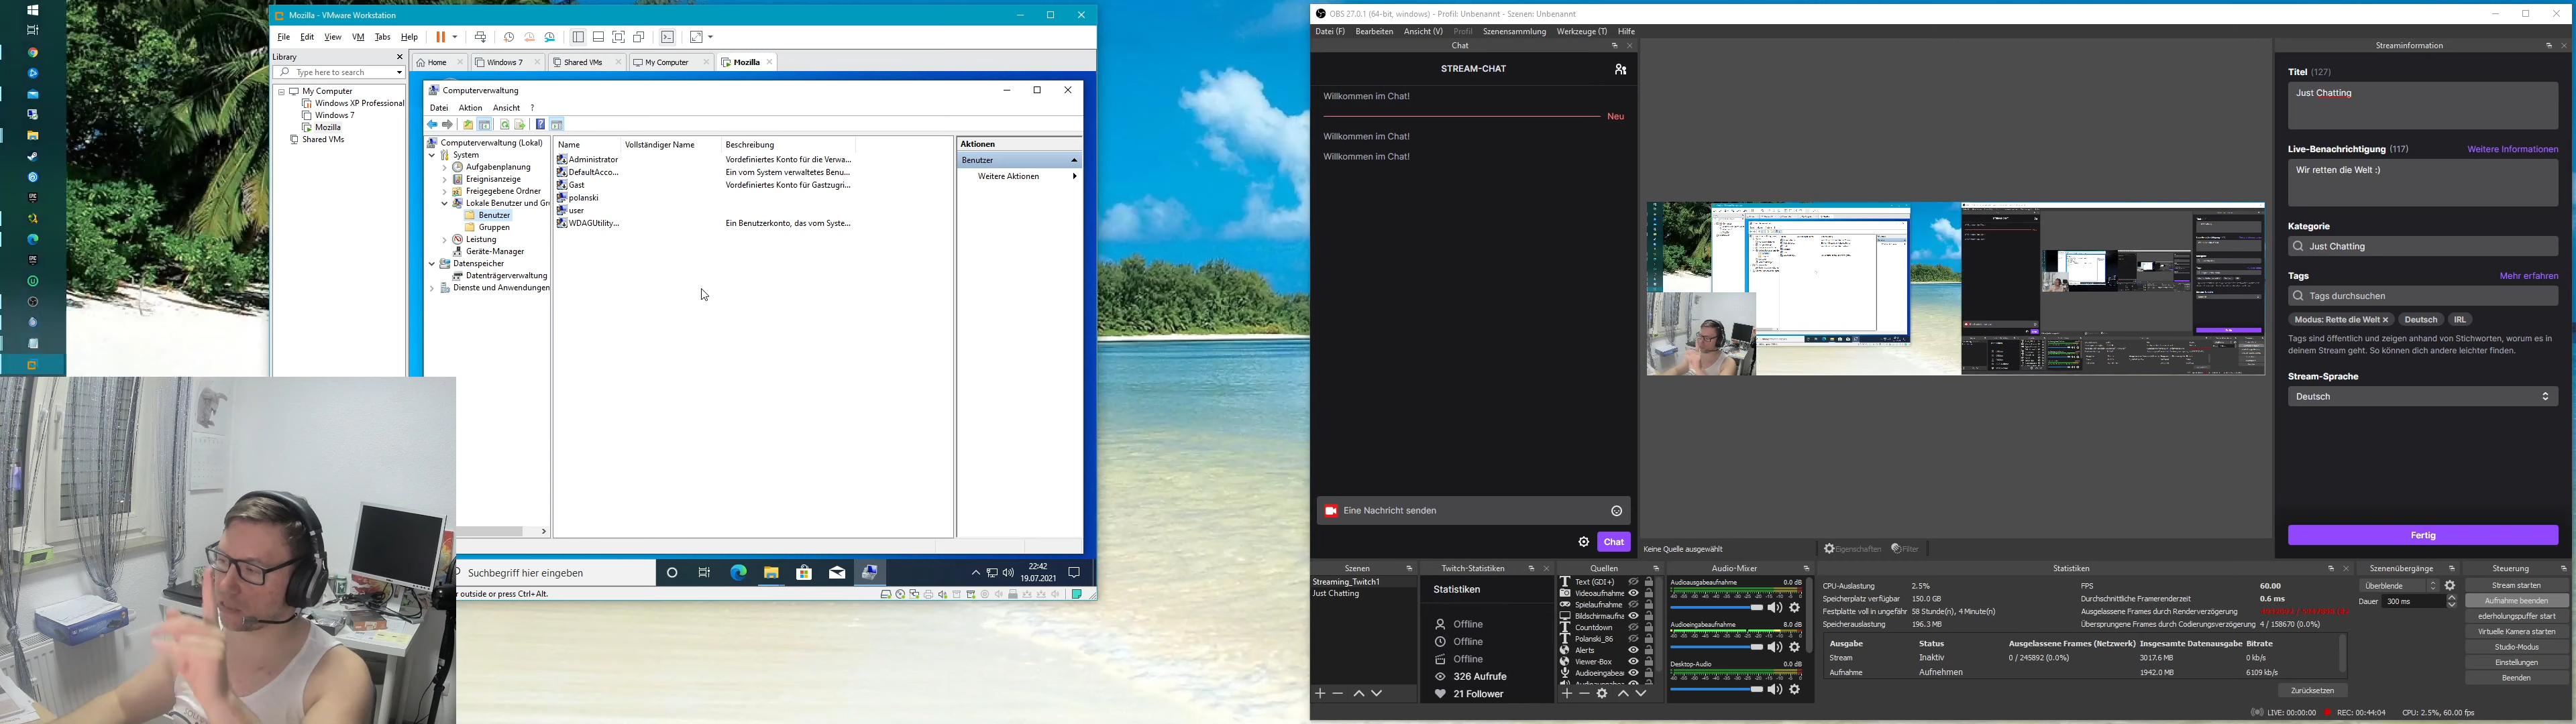 Mozilla - VMware Workstation
File Edit View VM Tabs Help
Library
Type here to search
My Computer
Windows XP Professional
Windows 7
Mozilla
Shared VMs
Home
Windows 7
Shared VMs
My Computer
Mozilla
Computerverwaltung
Datei Aktion Ansicht ?
Computerverwaltung (Lokal)
System
Aufgabenplanung
Ereignisanzeige
Freigegebene Ordner
Lokale Benutzer und Gr
Benutzer
Gruppen
Leistung
Geräte-Manager
Datenspeicher
Datenträgerverwaltung
Dienste und Anwendungen
Name Vollständiger Name Beschreibung
Administrator Vordefiniertes Konto für die Verwa...
DefaultAcco... Ein vom System verwaltetes Benu...
Gast Vordefiniertes Konto für Gastzugri...
polanski
user
WDAGUtility... Ein Benutzerkonto, das vom Syste...
Aktionen
Benutzer
Weitere Aktionen
Suchbegriff hier eingeben
22:42
19.07.2021
r outside or press Ctrl+Alt.
OBS 27.0.1 (64-bit, windows) - Profil: Unbenannt - Szenen: Unbenannt
Datei (F) Bearbeiten Ansicht (V) Profil Szenensammlung Werkzeuge (T) Hilfe
Chat
STREAM-CHAT
Willkommen im Chat!
Neu
Willkommen im Chat!
Willkommen im Chat!
Eine Nachricht senden
Chat
Keine Quelle ausgewählt
Eigenschaften
Filter
Streaminformation
Titel (127)
Just Chatting
Live-Benachrichtigung (117) Weitere Informationen
Wir retten die Welt :)
Kategorie
Just Chatting
Tags Mehr erfahren
Tags durchsuchen
Modus: Rette die Welt Deutsch IRL
Tags sind öffentlich und zeigen anhand von Stichworten, worum es in
deinem Stream geht. So können dich andere leichter finden.
Stream-Sprache
Deutsch
Fertig
Szenen
Streaming_Twitch1
Just Chatting
Twitch-Statistiken
Statistiken
Offline
Offline
Offline
326 Aufrufe
21 Follower
Quellen
Text (GDI+)
Videoaufnahme
Spielaufnahme
Bildschirmaufna
Countdown
Polanski_86
Alerts
Viewer-Box
Audioeingabea
Audio-Mixer
Audioausgabeaufnahme 0.0 dB
Audioeingabeaufnahme 8.0 dB
Desktop-Audio 0.0 dB
Statistiken
CPU-Auslastung 2.5%
Speicherplatz verfügbar 150.0 GB
Festplatte voll in ungefähr 58 Stunde(n), 4 Minute(n)
Speicherauslastung 196.3 MB
FPS 60.00
Durchschnittliche Framerenderzeit 0.6 ms
Ausgelassene Frames durch Renderverzögerung
Übersprungene Frames durch Codierungsverzögerung 4 / 158670 (0.0%)
Ausgabe Status Ausgelassene Frames (Netzwerk) Insgesamte Datenausgabe Bitrate
Stream Inaktiv 0 / 245892 (0.0%) 3017.6 MB 0 kb/s
Aufnahme Aufnehmen 1942.0 MB 6109 kb/s
Zurücksetzen
Szenenübergänge
Überblende
Dauer 300 ms
Steuerung
Stream starten
Aufnahme beenden
ederholungspuffer start
Virtuelle Kamera starten
Studio-Modus
Einstellungen
Beenden
LIVE: 00:00:00 REC: 00:44:04 CPU: 2.5%, 60.00 fps